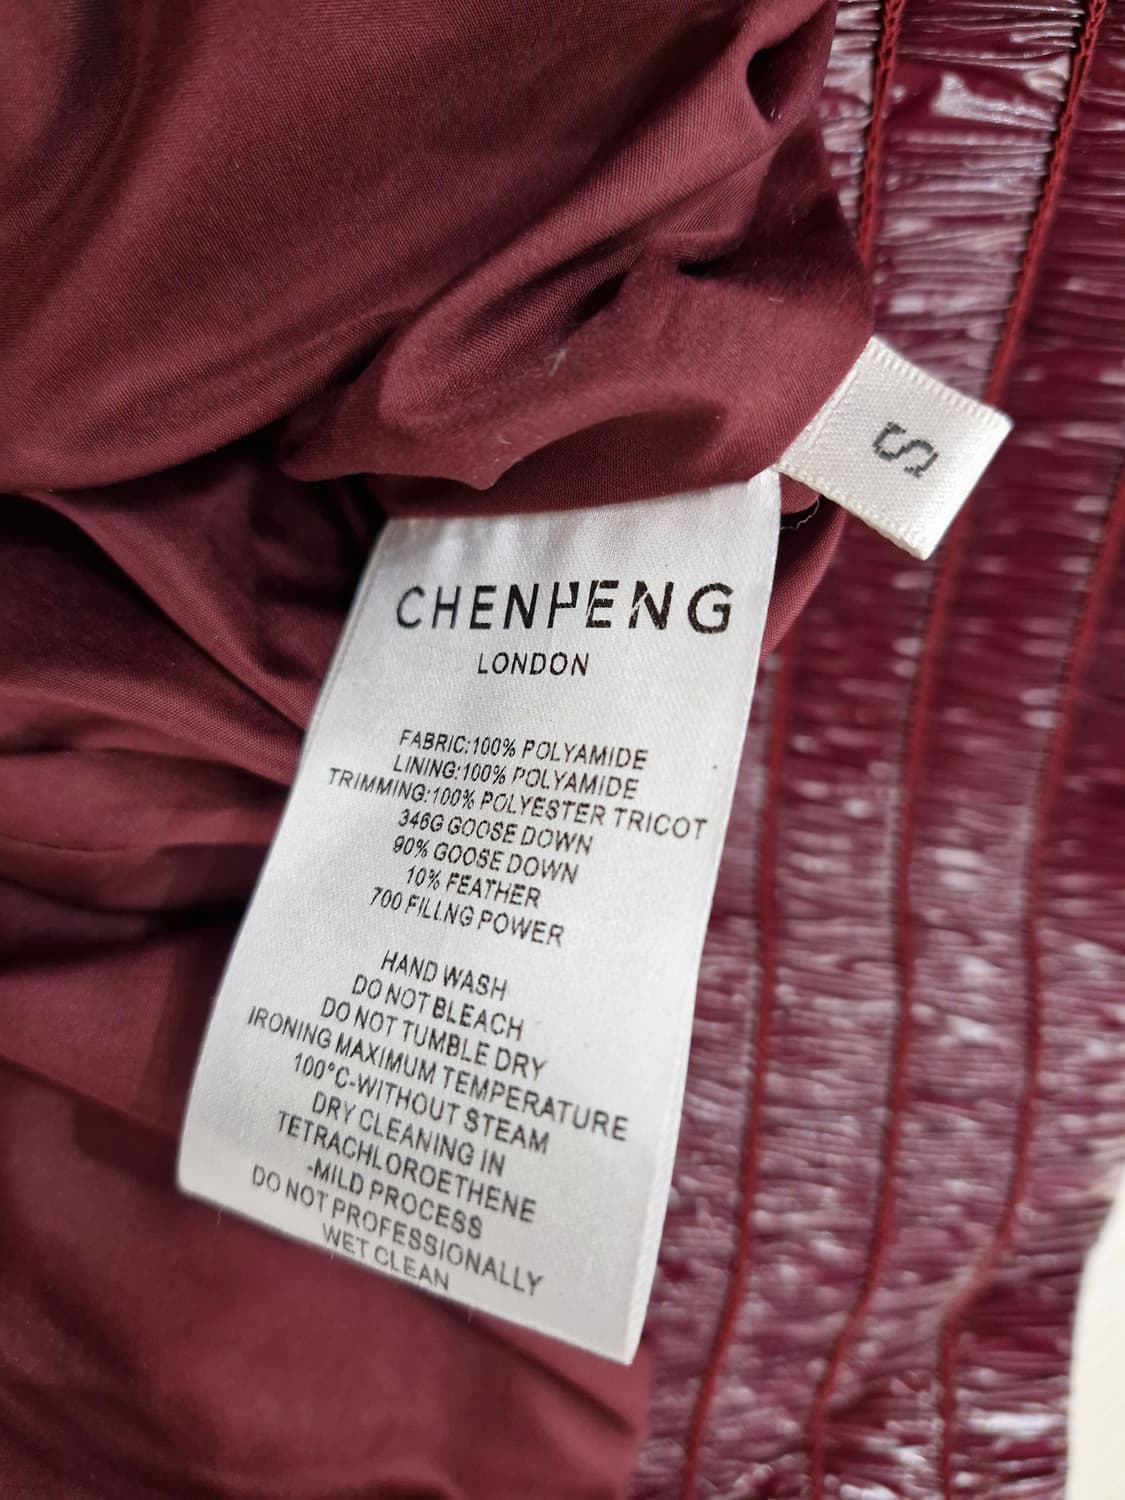 S
CHENPENG
LONDON
FABRIC:100% POLYAMIDE
LINING:100% POLYAMIDE
TRIMMING:100% POLYESTER TRICOT
346G GOOSE DOWN
90% GOOSE DOWN
10% FEATHER
700 FILLNG POWER
HAND WASH
DO NOT BLEACH
DO NOT TUMBLE DRY
IRONING MAXIMUM TEMPERATURE
100°C-WITHOUT STEAM
DRY CLEANING IN
TETRACHLOROETHENE
-MILD PROCESS
DO NOT PROFESSIONALLY
WET CLEAN